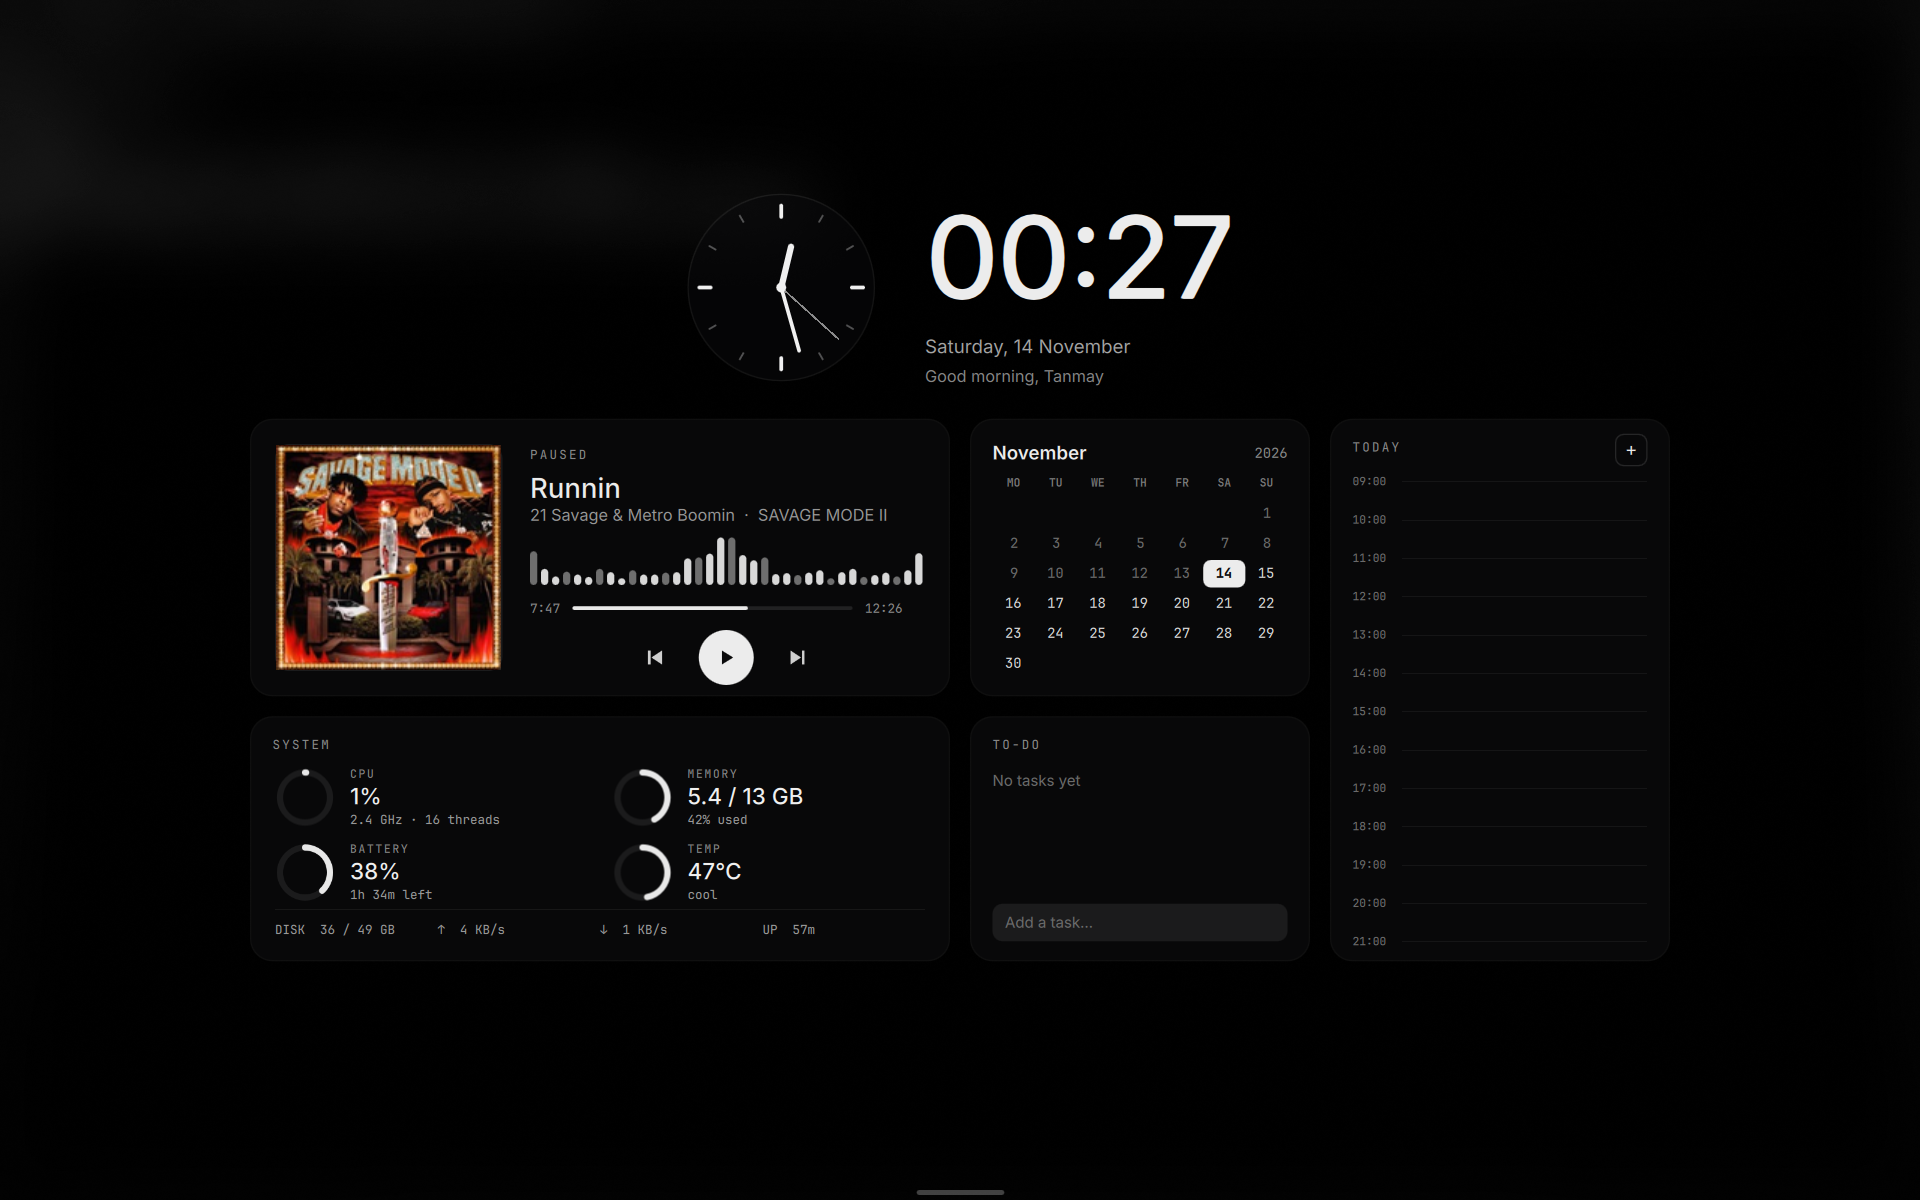 00:27
Saturday, 14 November
Good morning, Tanmay
SAVAGE MODE II
PAUSED
Runnin
21 Savage & Metro Boomin · SAVAGE MODE II
7:47 12:26
November 2026
MO TU WE TH FR SA SU
1
2 3 4 5 6 7 8
9 10 11 12 13 14 15
16 17 18 19 20 21 22
23 24 25 26 27 28 29
30
TODAY +
09:00
10:00
11:00
12:00
13:00
14:00
15:00
16:00
17:00
18:00
19:00
20:00
21:00
SYSTEM
CPU
1%
2.4 GHz · 16 threads
MEMORY
5.4 / 13 GB
42% used
BATTERY
38%
1h 34m left
TEMP
47°C
cool
DISK 36 / 49 GB ↑ 4 KB/s ↓ 1 KB/s UP 57m
TO-DO
No tasks yet
Add a task...